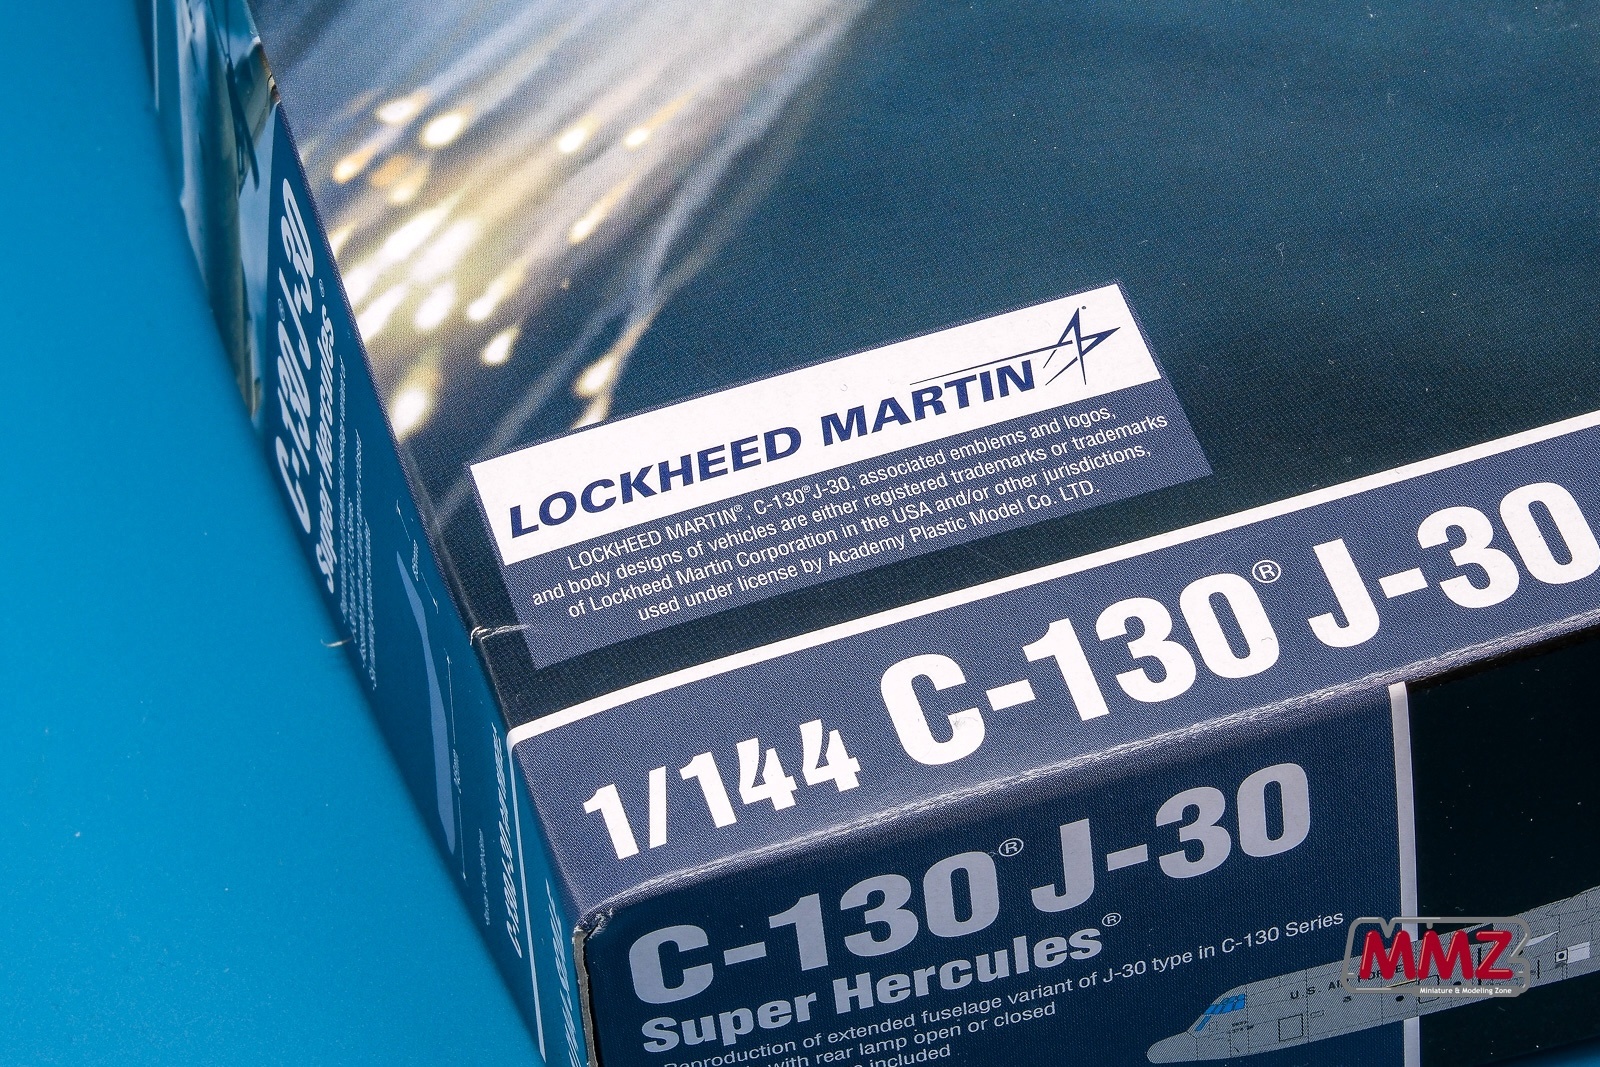 LOCKHEED MARTIN
LOCKHEED MARTIN®, C-130® J-30, associated emblems and logos,
and body designs of vehicles are either registered trademarks or trademarks
of Lockheed Martin Corporation in the USA and/or other jurisdictions,
used under license by Academy Plastic Model Co. LTD.
1/144 C-130® J-30
C-130® J-30
Super Hercules®
Reproduction of extended fuselage variant of J-30 type in C-130 Series
with rear lamp open or closed
included
U.S. AIR FORCE
C-130® J-30
Super Hercules®
MMZ
Miniature & Modeling Zone